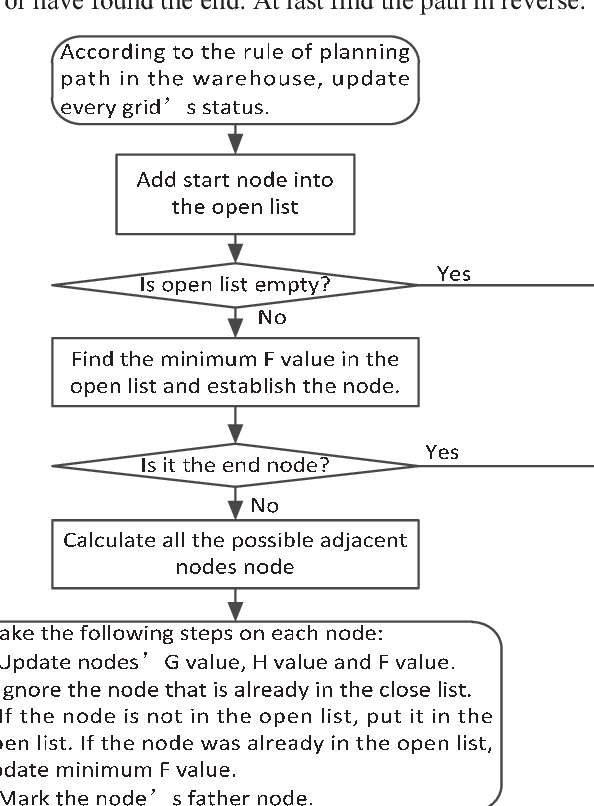 or have found the end. At last find the path in reverse.
According to the rule of planning
path in the warehouse, update
every grid’s status.
Add start node into
the open list
Is open list empty?
Yes
No
Find the minimum F value in the
open list and establish the node.
Is it the end node?
Yes
No
Calculate all the possible adjacent
nodes node
ake the following steps on each node:
Update nodes’ G value, H value and F value.
gnore the node that is already in the close list.
If the node is not in the open list, put it in the
en list. If the node was already in the open list,
date minimum F value.
Mark the node’s father node.